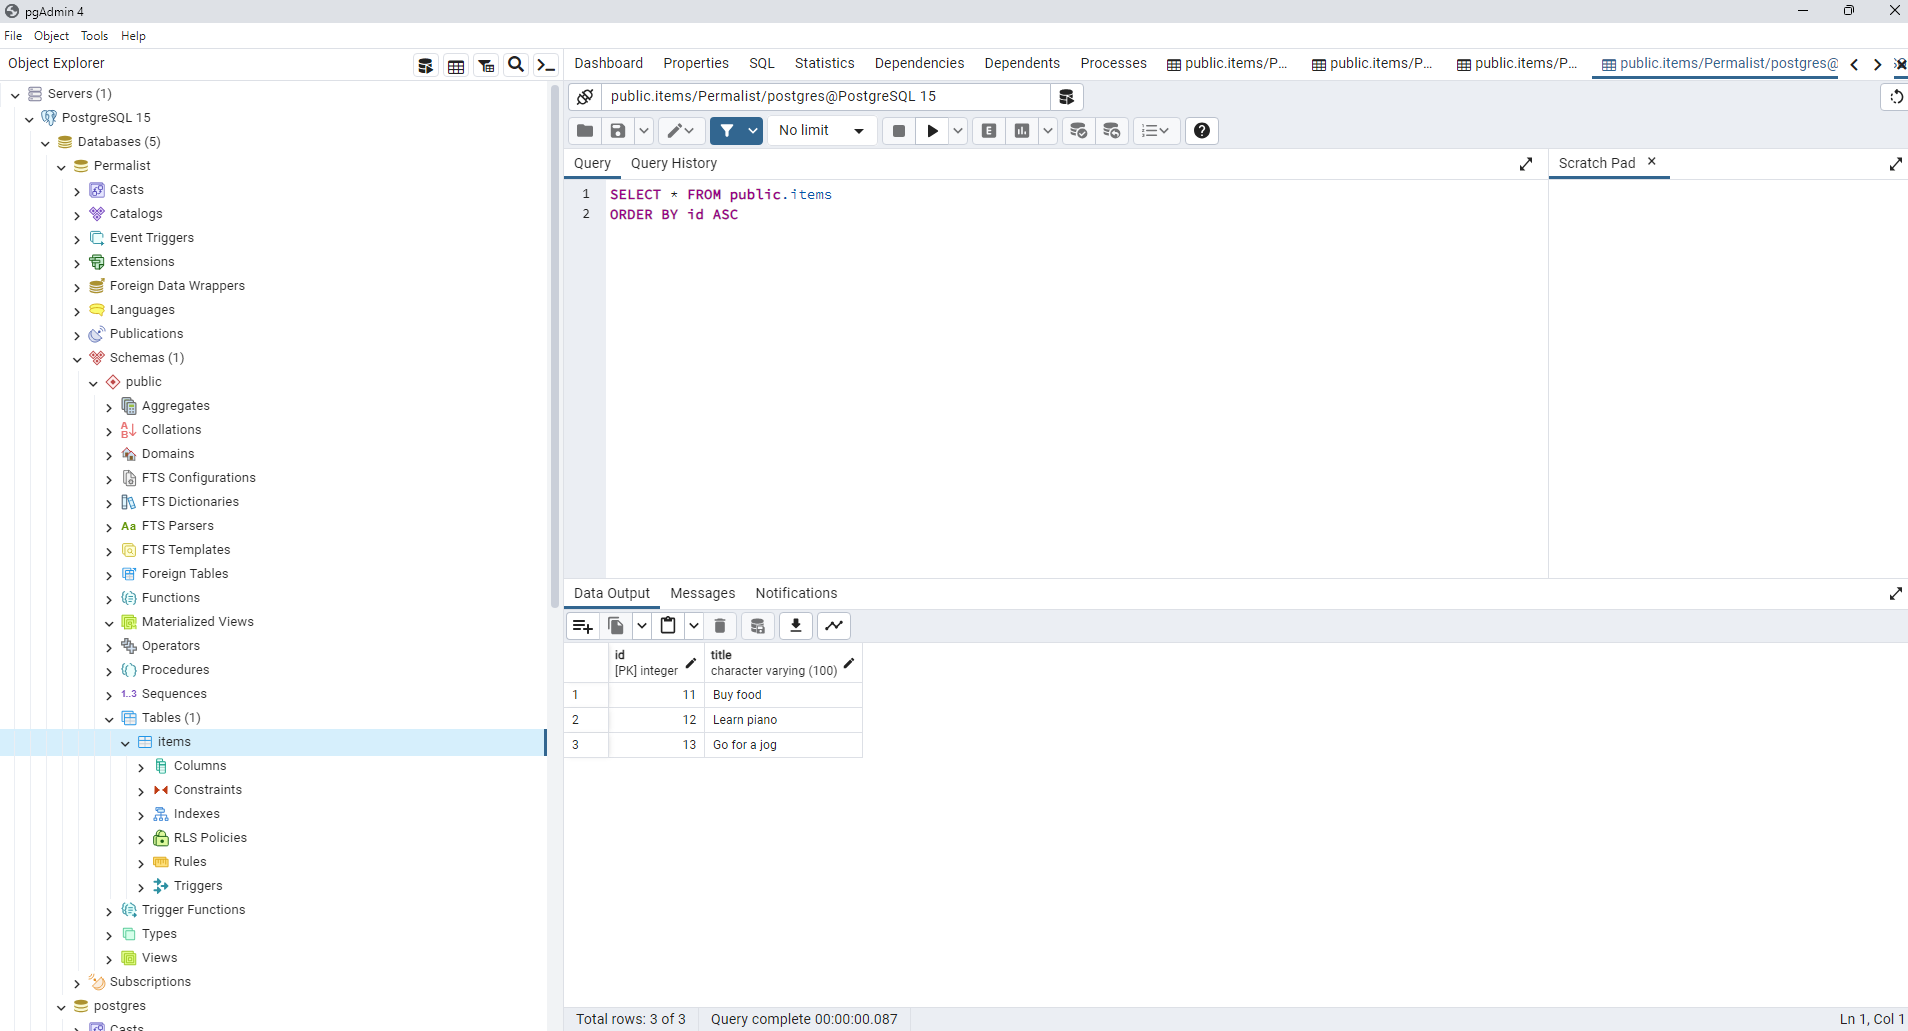 pgAdmin 4
File Object Tools Help
Object Explorer
Dashboard Properties SQL Statistics Dependencies Dependents Processes public.items/P... public.items/P... public.items/P... public.items/Permalist/postgres@
public.items/Permalist/postgres@PostgreSQL 15
No limit
E
Query Query History
Scratch Pad
1 SELECT * FROM public.items
2 ORDER BY id ASC
Servers (1)
PostgreSQL 15
Databases (5)
Permalist
Casts
Catalogs
Event Triggers
Extensions
Foreign Data Wrappers
Languages
Publications
Schemas (1)
public
Aggregates
Collations
Domains
FTS Configurations
FTS Dictionaries
Aa FTS Parsers
FTS Templates
Foreign Tables
Functions
Materialized Views
Operators
Procedures
1..3 Sequences
Tables (1)
items
Columns
Constraints
Indexes
RLS Policies
Rules
Triggers
Trigger Functions
Types
Views
Subscriptions
postgres
Casts
Data Output Messages Notifications
id
[PK] integer
title
character varying (100)
1 11 Buy food
2 12 Learn piano
3 13 Go for a jog
Total rows: 3 of 3 Query complete 00:00:00.087
Ln 1, Col 1